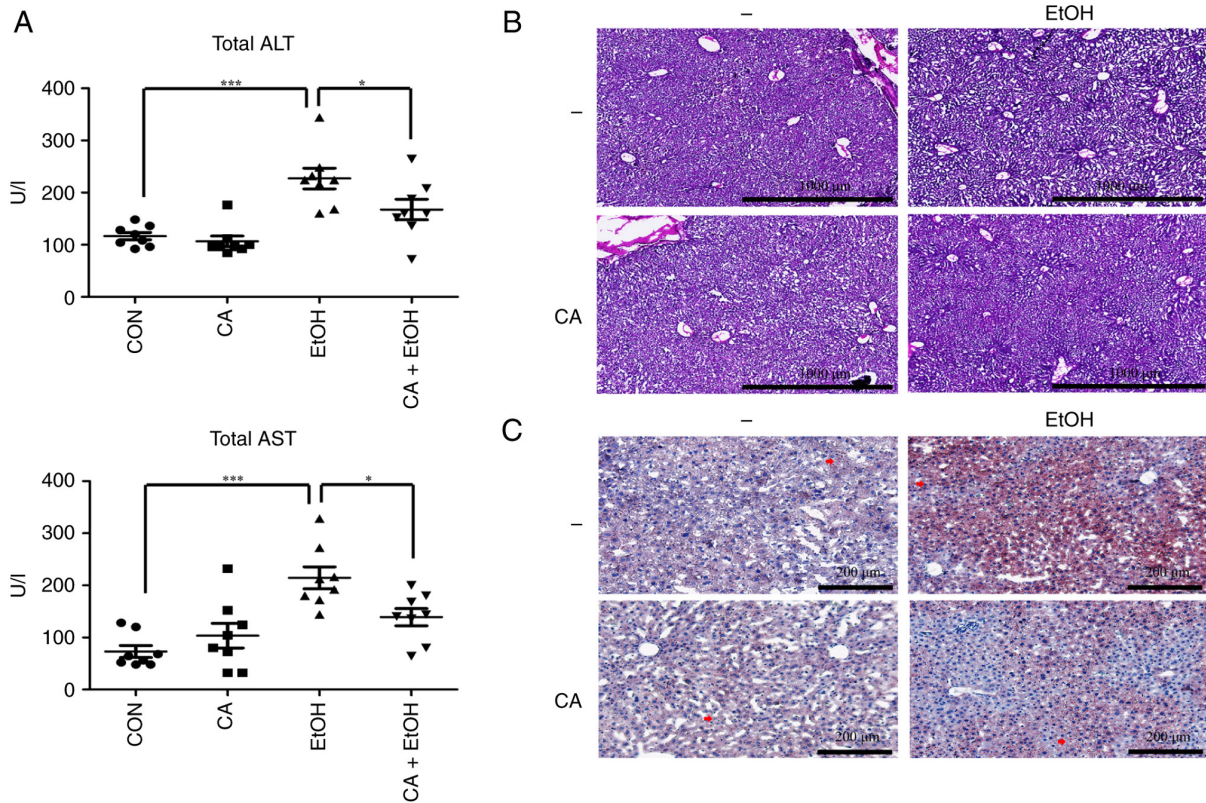 A
Total ALT
***
*
400
300
200
100
0
U/l
CON
CA
EtOH
CA + EtOH
Total AST
***
*
400
300
200
100
0
U/l
CON
CA
EtOH
CA + EtOH
B
–
EtOH
–
1000 µm
1000 µm
CA
1000 µm
1000 µm
C
–
EtOH
–
200 µm
200 µm
CA
200 µm
200 µm